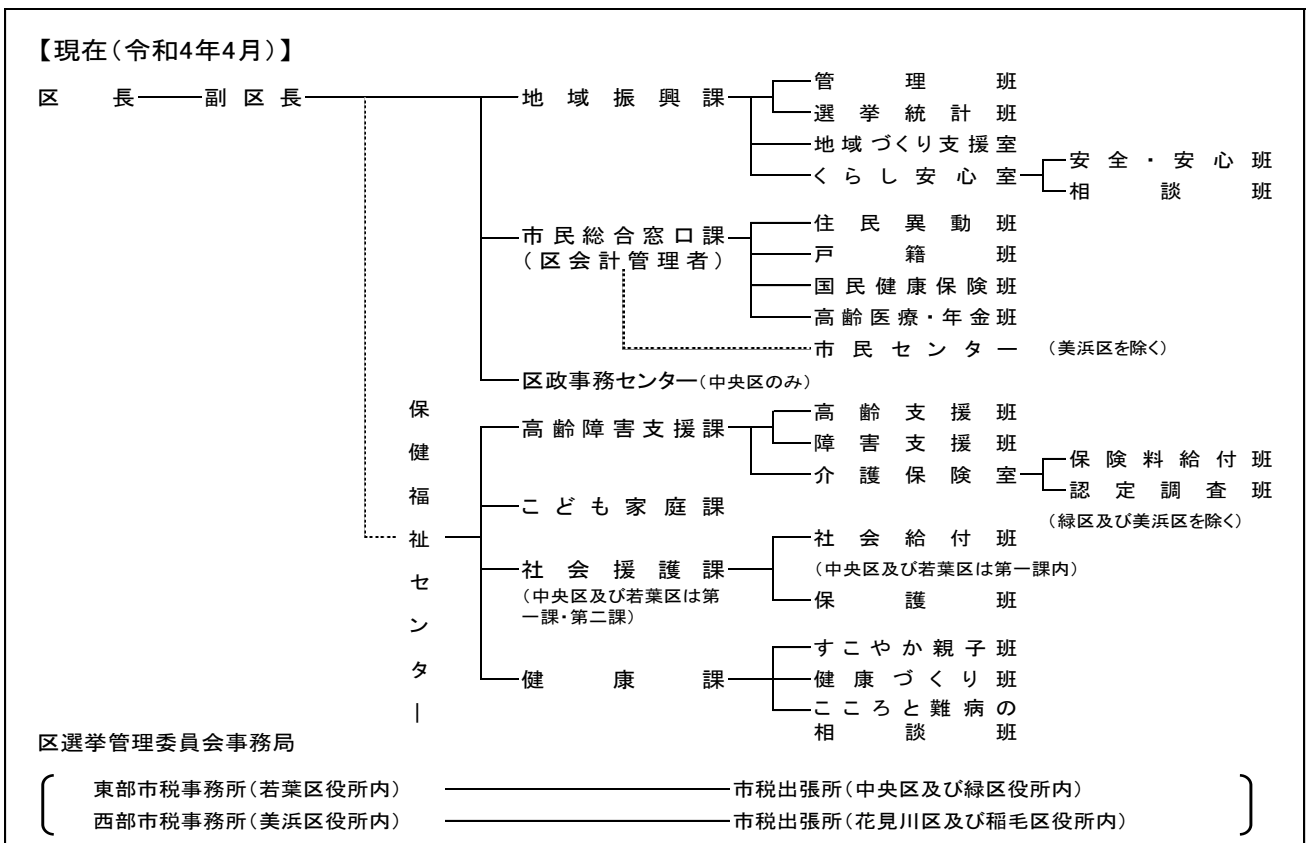 【現在（令和4年4月）】
区長 副区長 地域振興課 管理班
選挙統計班
地域づくり支援室
くらし安心室 安全・安心班
相談班
市民総合窓口課 住民異動班
（区会計管理者） 戸籍班
国民健康保険班
高齢医療・年金班
市民センター （美浜区を除く）
区政事務センター（中央区のみ）
保健福祉センター
高齢障害支援課 高齢支援班
障害支援班
介護保険室 保険料給付班
認定調査班
（緑区及び美浜区を除く）
こども家庭課
社会援護課 社会給付班
（中央区及び若葉区は第一課内）
（中央区及び若葉区は第
一課・第二課）
保護班
健康課 すこやか親子班
健康づくり班
こころと難病の
相談班
区選挙管理委員会事務局
東部市税事務所（若葉区役所内） 市税出張所（中央区及び緑区役所内）
西部市税事務所（美浜区役所内） 市税出張所（花見川区及び稲毛区役所内）